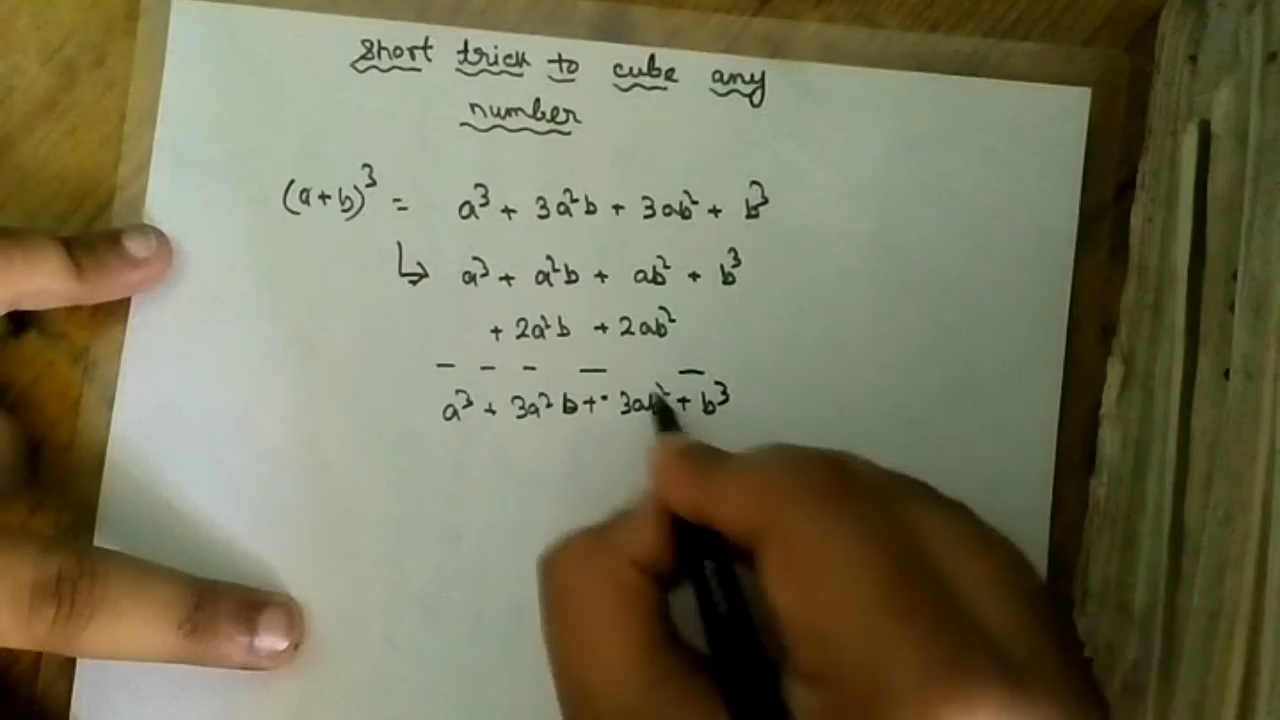 short trick to cube any
number
(a+b)³ = a³ + 3a²b + 3ab² + b³
↳ a³ + a²b + ab² + b³
+ 2a²b + 2ab²
a³ + 3a²b + 3ab² + b³